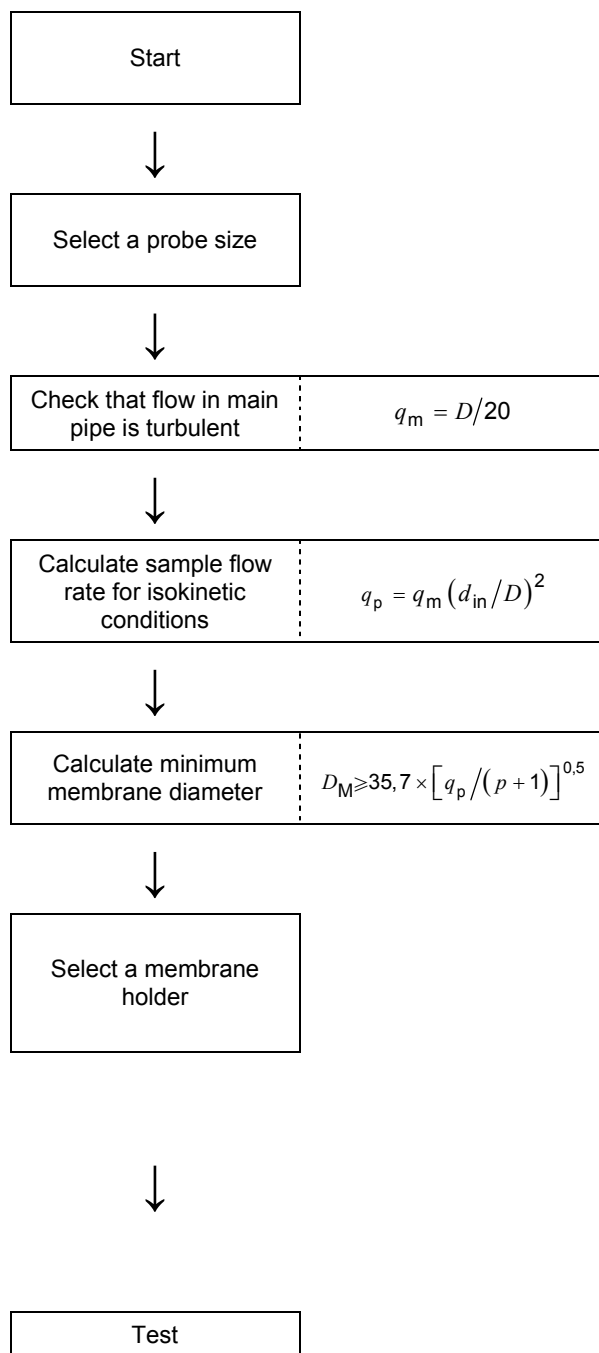 Start
Select a probe size
Check that flow in main
pipe is turbulent
q_m = D/20
Calculate sample flow
rate for isokinetic
conditions
q_p = q_m (d_in/D)^2
Calculate minimum
membrane diameter
D_M ⩾ 35,7 × [q_p/(p + 1)]^0,5
Select a membrane
holder
Test